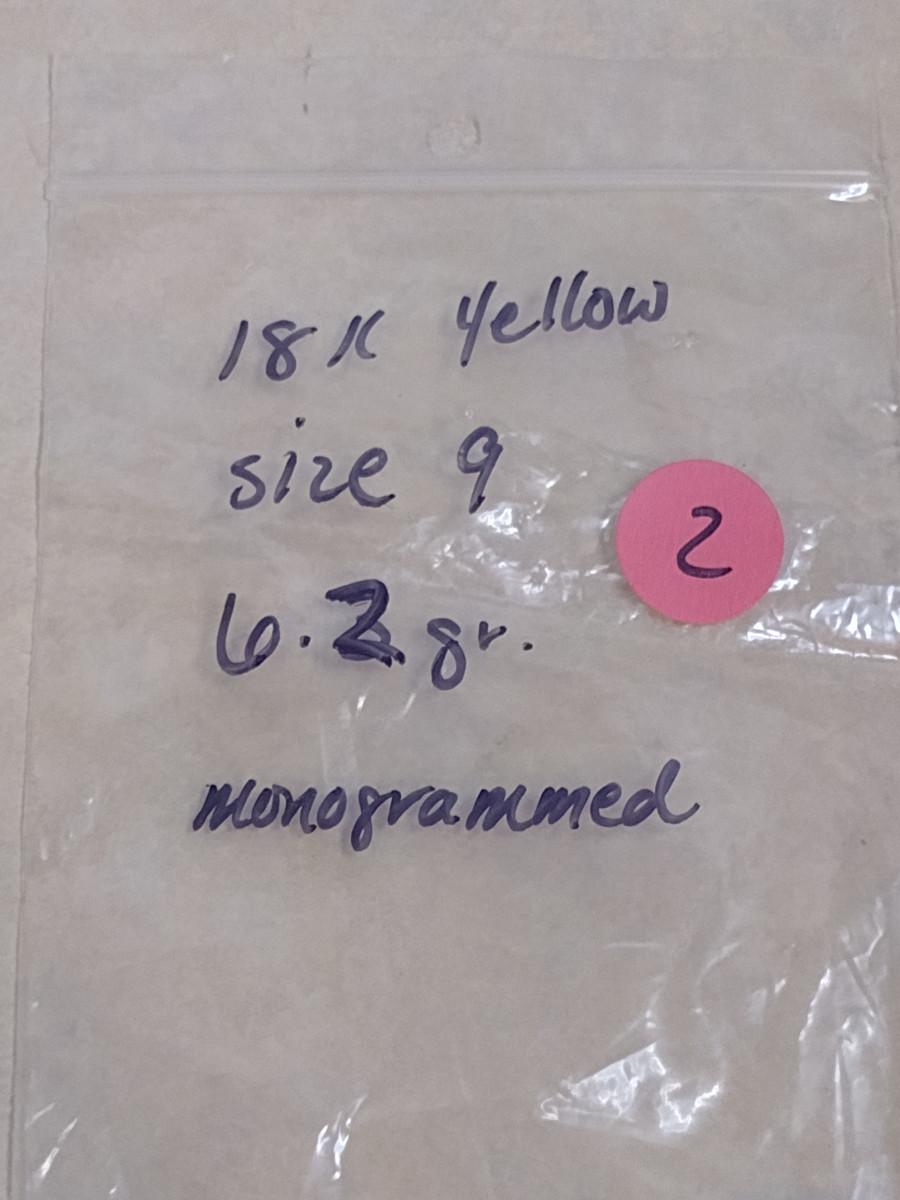 18K Yellow
size 9
2
6.2 gr.
monogrammed